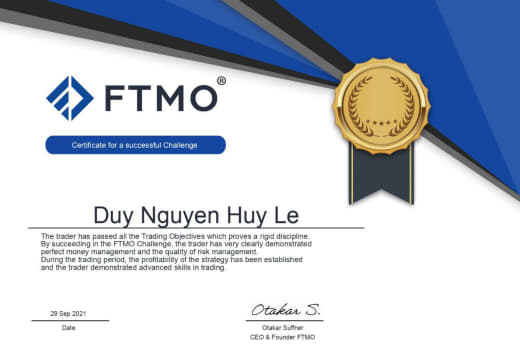 FTMO®
Certificate for a successful Challenge
Duy Nguyen Huy Le
The trader has passed all the Trading Objectives which proves a rigid discipline.
By succeeding in the FTMO Challenge, the trader has very clearly demonstrated
perfect money management and the quality of risk management.
During the trading period, the profitability of the strategy has been established
and the trader demonstrated advanced skills in trading.
29 Sep 2021
Date
Otakar S.
Otakar Suffner
CEO & Founder FTMO